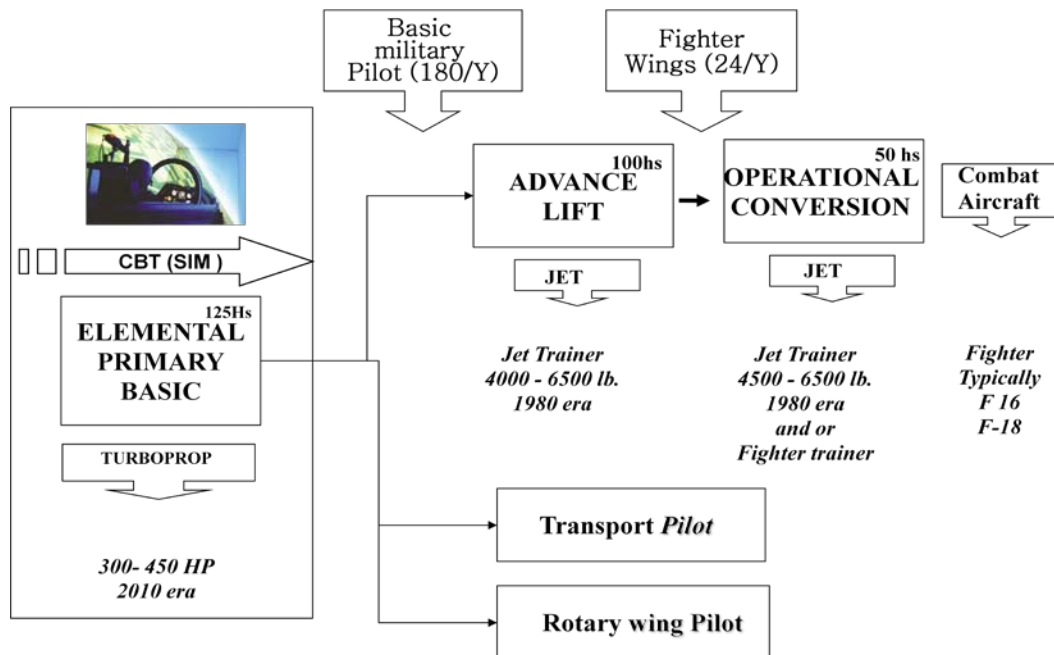 Basic
military
Pilot (180/Y)
Fighter
Wings (24/Y)
CBT (SIM )
125Hs
ELEMENTAL
PRIMARY
BASIC
TURBOPROP
300- 450 HP
2010 era
100hs
ADVANCE
LIFT
JET
Jet Trainer
4000 - 6500 lb.
1980 era
50 hs
OPERATIONAL
CONVERSION
JET
Jet Trainer
4500 - 6500 lb.
1980 era
and or
Fighter trainer
Combat
Aircraft
Fighter
Typically
F 16
F-18
Transport Pilot
Rotary wing Pilot